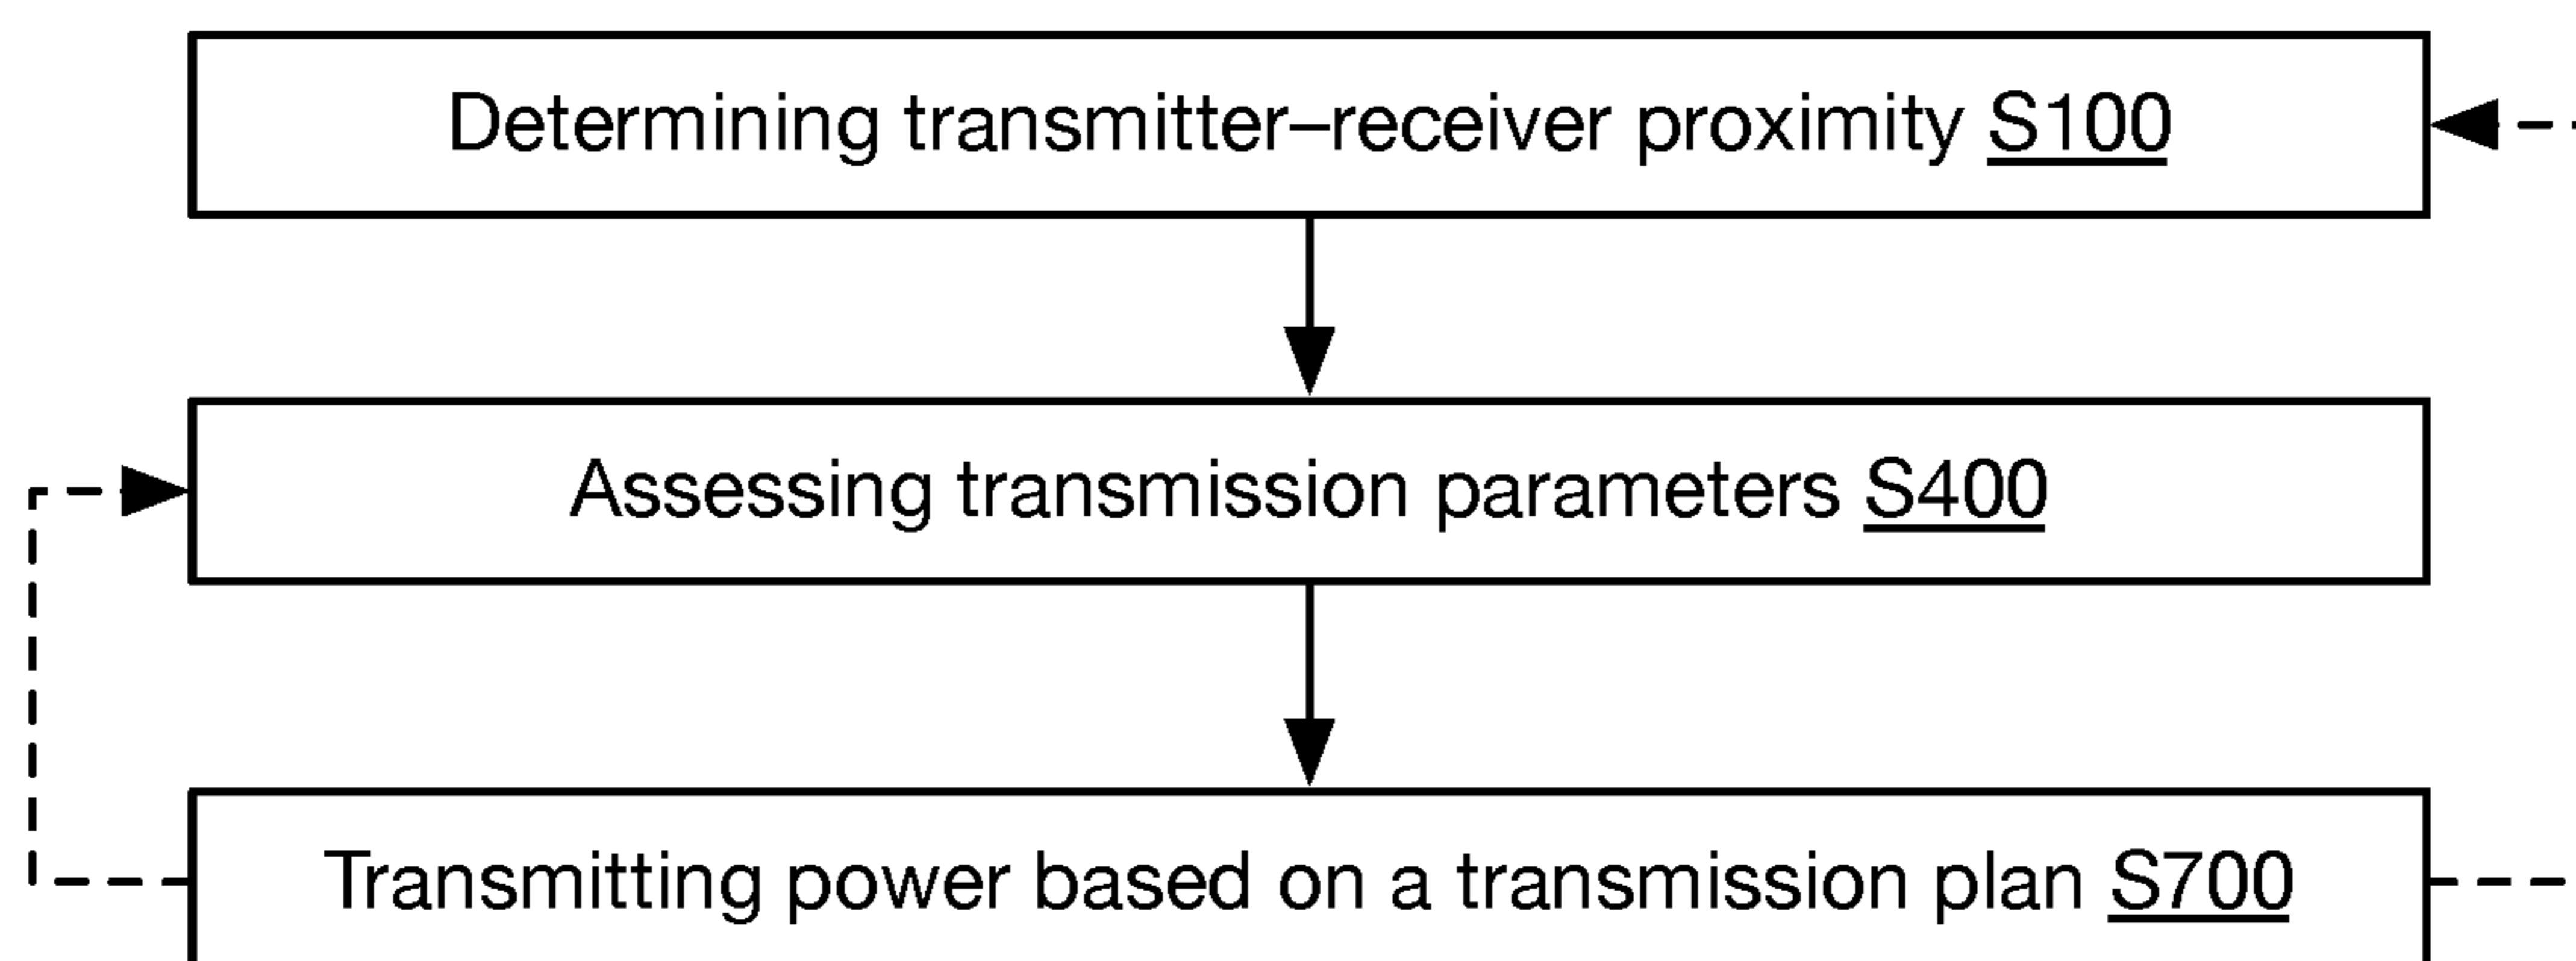 Determining transmitter–receiver proximity S100
Assessing transmission parameters S400
Transmitting power based on a transmission plan S700